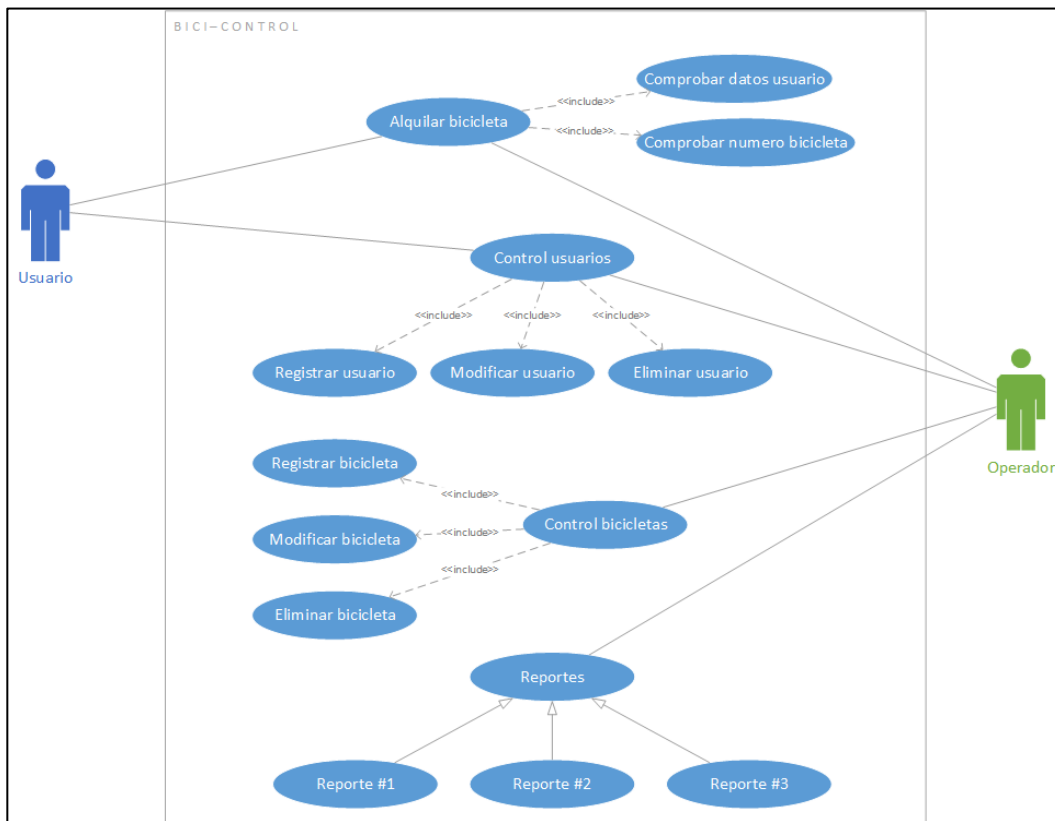 BICI-CONTROL
Comprobar datos usuario
<<include>>
Alquilar bicicleta
<<include>>
Comprobar numero bicicleta
Usuario
Control usuarios
<<include>>
<<include>>
<<include>>
Registrar usuario
Modificar usuario
Eliminar usuario
Operador
Registrar bicicleta
<<include>>
Control bicicletas
Modificar bicicleta
<<include>>
<<include>>
Eliminar bicicleta
Reportes
Reporte #1
Reporte #2
Reporte #3